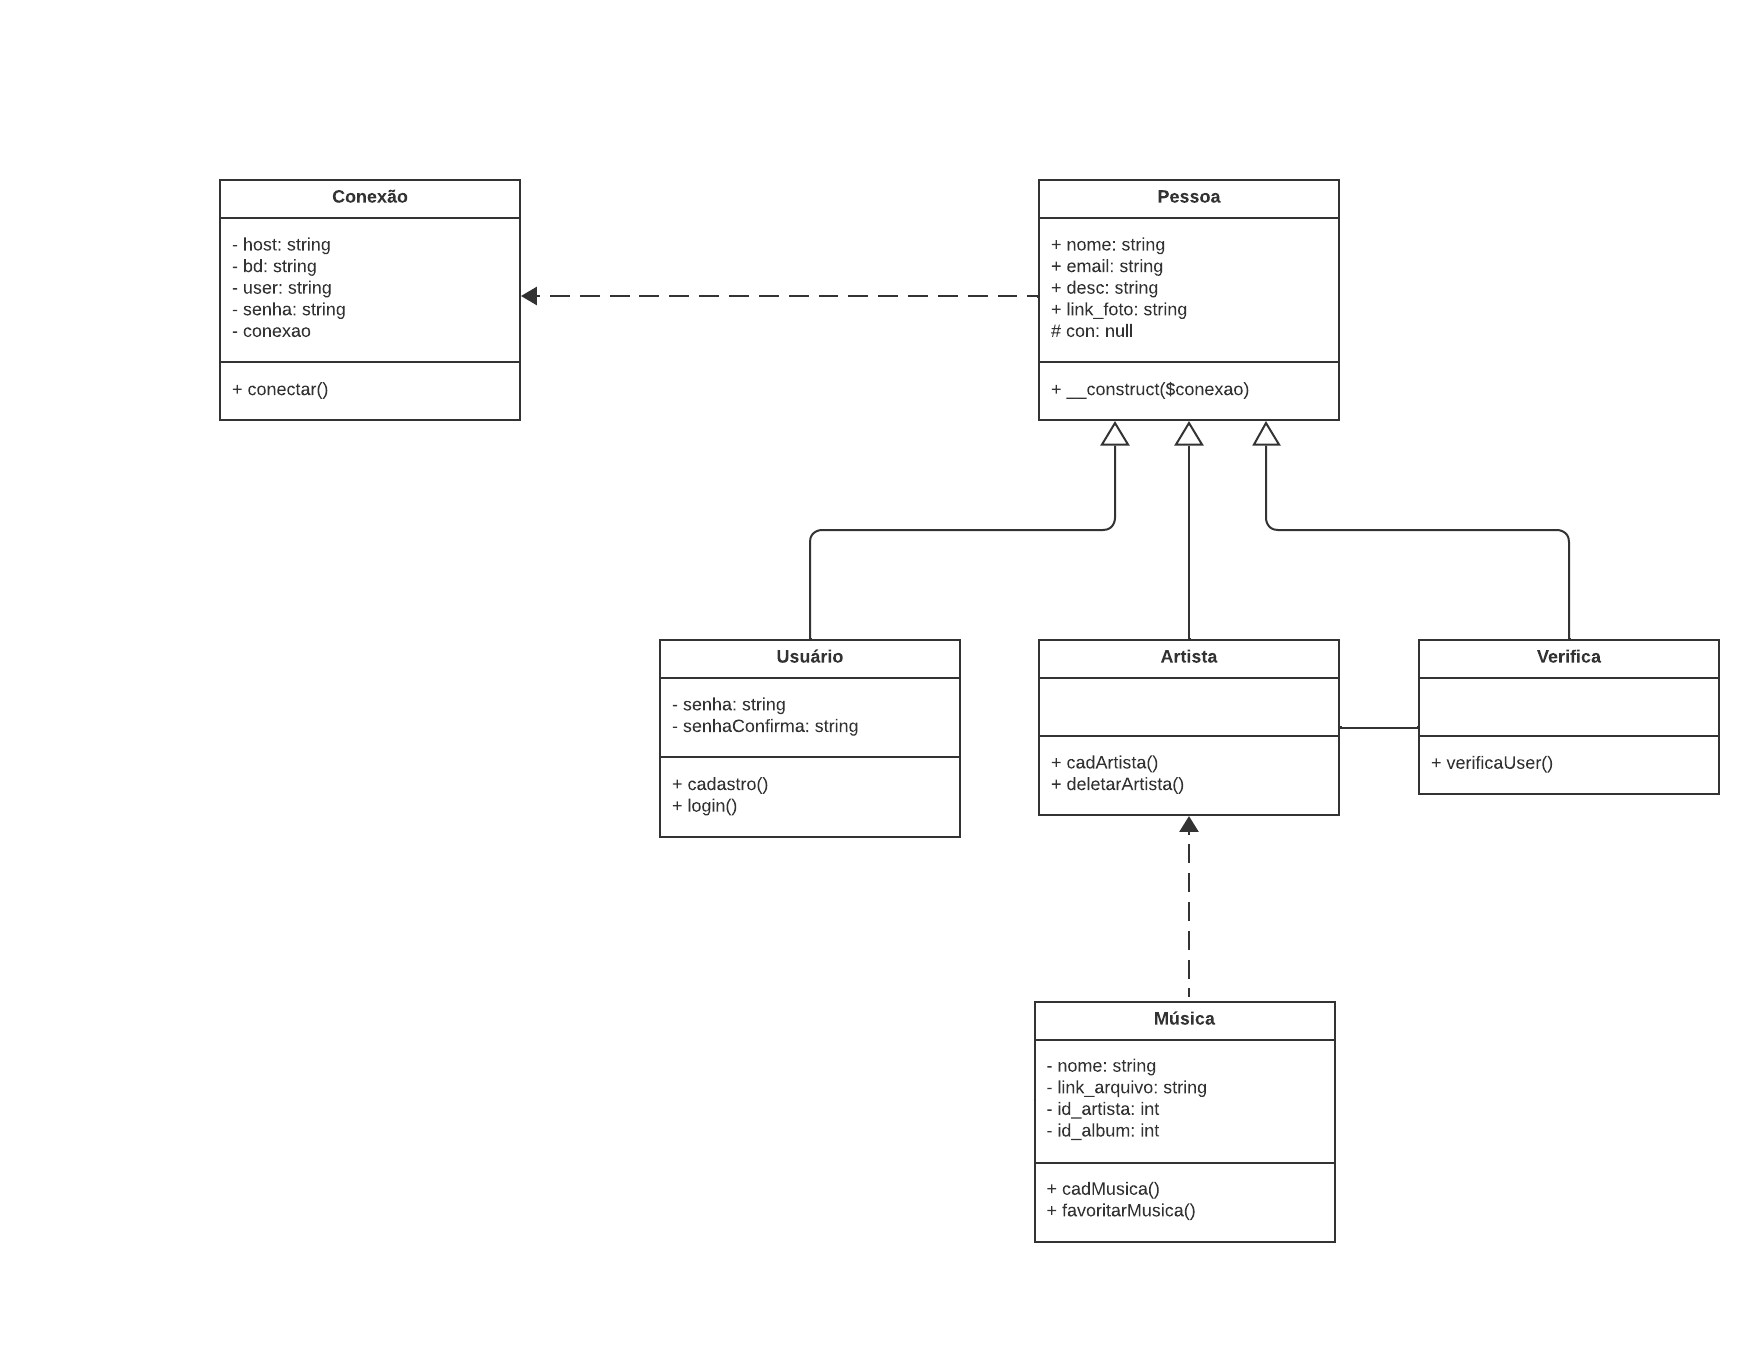 Conexão
- host: string
- bd: string
- user: string
- senha: string
- conexao
+ conectar()
Pessoa
+ nome: string
+ email: string
+ desc: string
+ link_foto: string
# con: null
+ __construct($conexao)
Usuário
- senha: string
- senhaConfirma: string
+ cadastro()
+ login()
Artista
+ cadArtista()
+ deletarArtista()
Verifica
+ verificaUser()
Música
- nome: string
- link_arquivo: string
- id_artista: int
- id_album: int
+ cadMusica()
+ favoritarMusica()